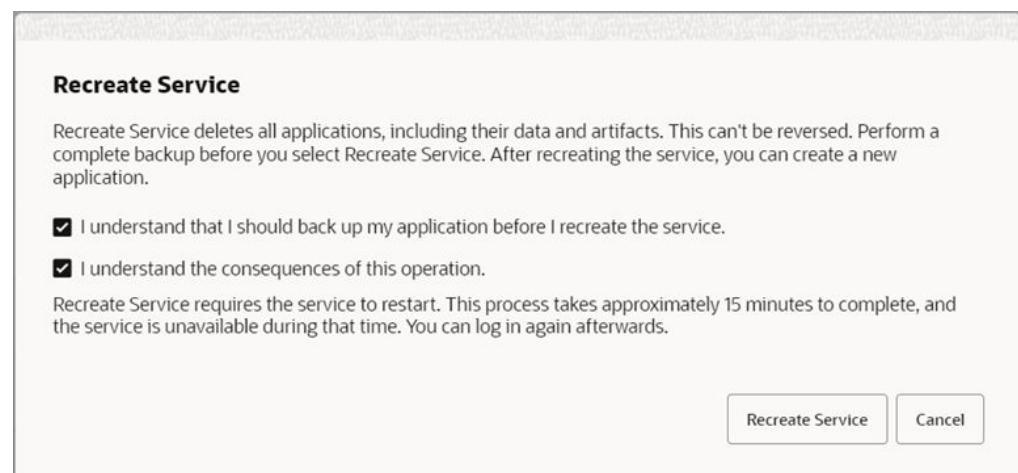 Recreate Service
Recreate Service deletes all applications, including their data and artifacts. This can't be reversed. Perform a
complete backup before you select Recreate Service. After recreating the service, you can create a new
application.
I understand that I should back up my application before I recreate the service.
I understand the consequences of this operation.
Recreate Service requires the service to restart. This process takes approximately 15 minutes to complete, and
the service is unavailable during that time. You can log in again afterwards.
Recreate Service Cancel